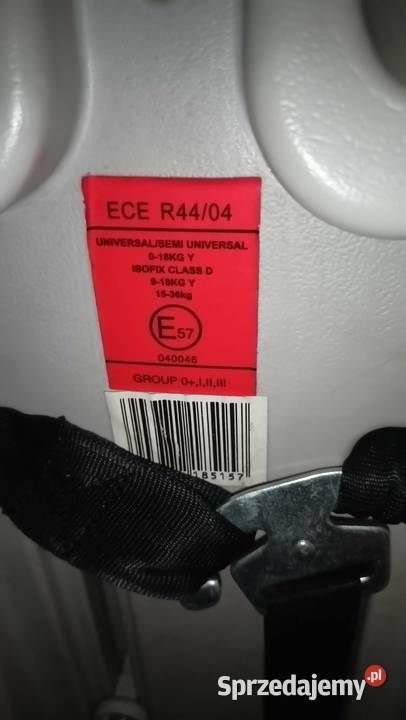 ECE R44/04
UNIVERSAL/SEMI UNIVERSAL
0-18KG Y
ISOFIX CLASS D
9-18KG Y
15-36kg
E57
040046
GROUP 0+,I,II,III
185157
Sprzedajemy.pl